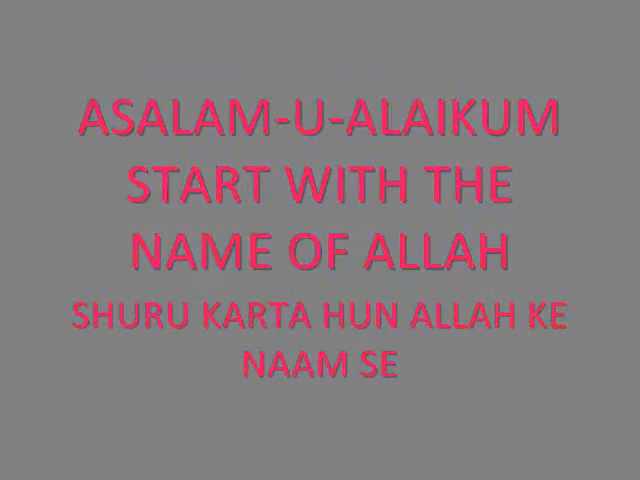 ASALAM-U-ALAIKUM
START WITH THE
NAME OF ALLAH
SHURU KARTA HUN ALLAH KE
NAAM SE